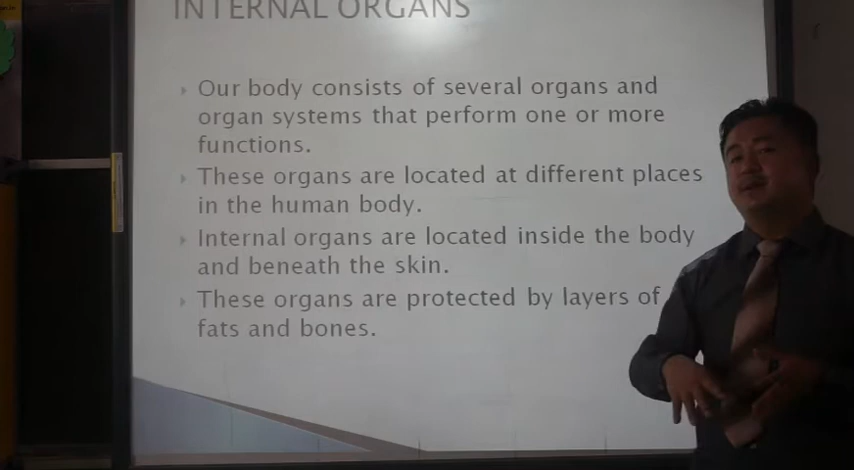 INTERNAL ORGANS
Our body consists of several organs and
organ systems that perform one or more
functions.
These organs are located at different places
in the human body.
Internal organs are located inside the body
and beneath the skin.
These organs are protected by layers of
fats and bones.